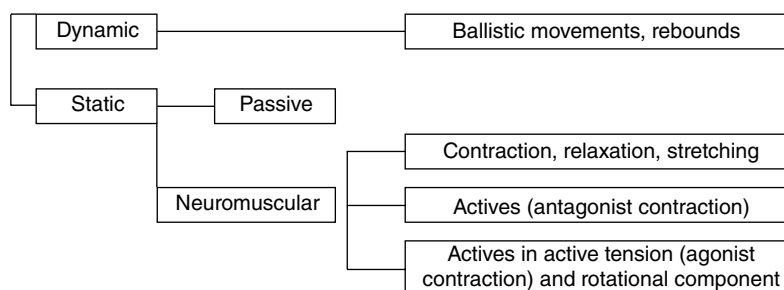 Dynamic
Ballistic movements, rebounds
Static
Passive
Contraction, relaxation, stretching
Neuromuscular
Actives (antagonist contraction)
Actives in active tension (agonist
contraction) and rotational component